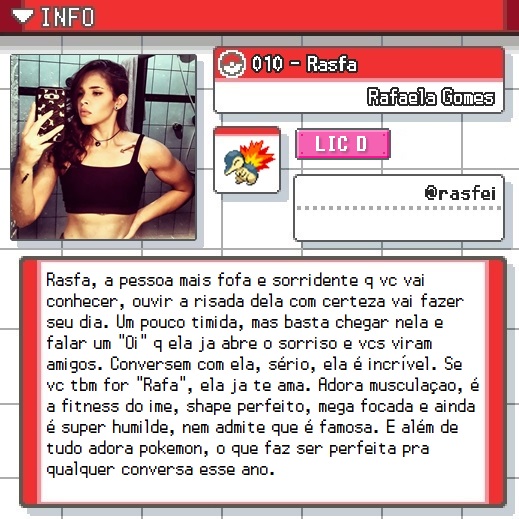 INFO
010 - Rasfa
Rafaela Gomes
LIC D
@rasfei
Rasfa, a pessoa mais fofa e sorridente q vc vai
conhecer, ouvir a risada dela com certeza vai fazer
seu dia. Um pouco timida, mas basta chegar nela e
falar um "Oi" q ela ja abre o sorriso e vcs viram
amigos. Conversem com ela, sério, ela é incrível. Se
vc tbm for "Rafa", ela ja te ama. Adora musculaçao, é
a fitness do ime, shape perfeito, mega focada e ainda
é super humilde, nem admite que é famosa. E além de
tudo adora pokemon, o que faz ser perfeita pra
qualquer conversa esse ano.